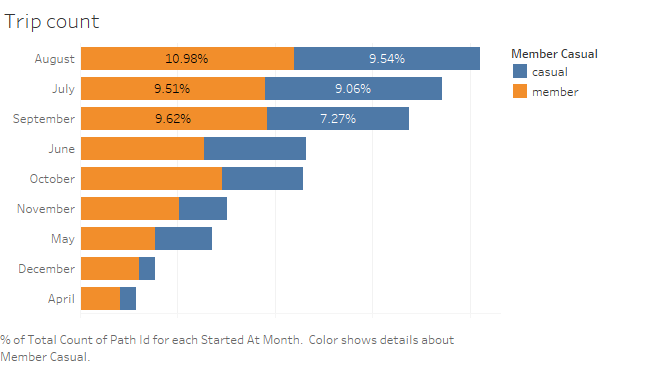 Trip count
August 10.98% 9.54%
July 9.51% 9.06%
September 9.62% 7.27%
June
October
November
May
December
April
Member Casual
casual
member
% of Total Count of Path Id for each Started At Month.  Color shows details about
Member Casual.